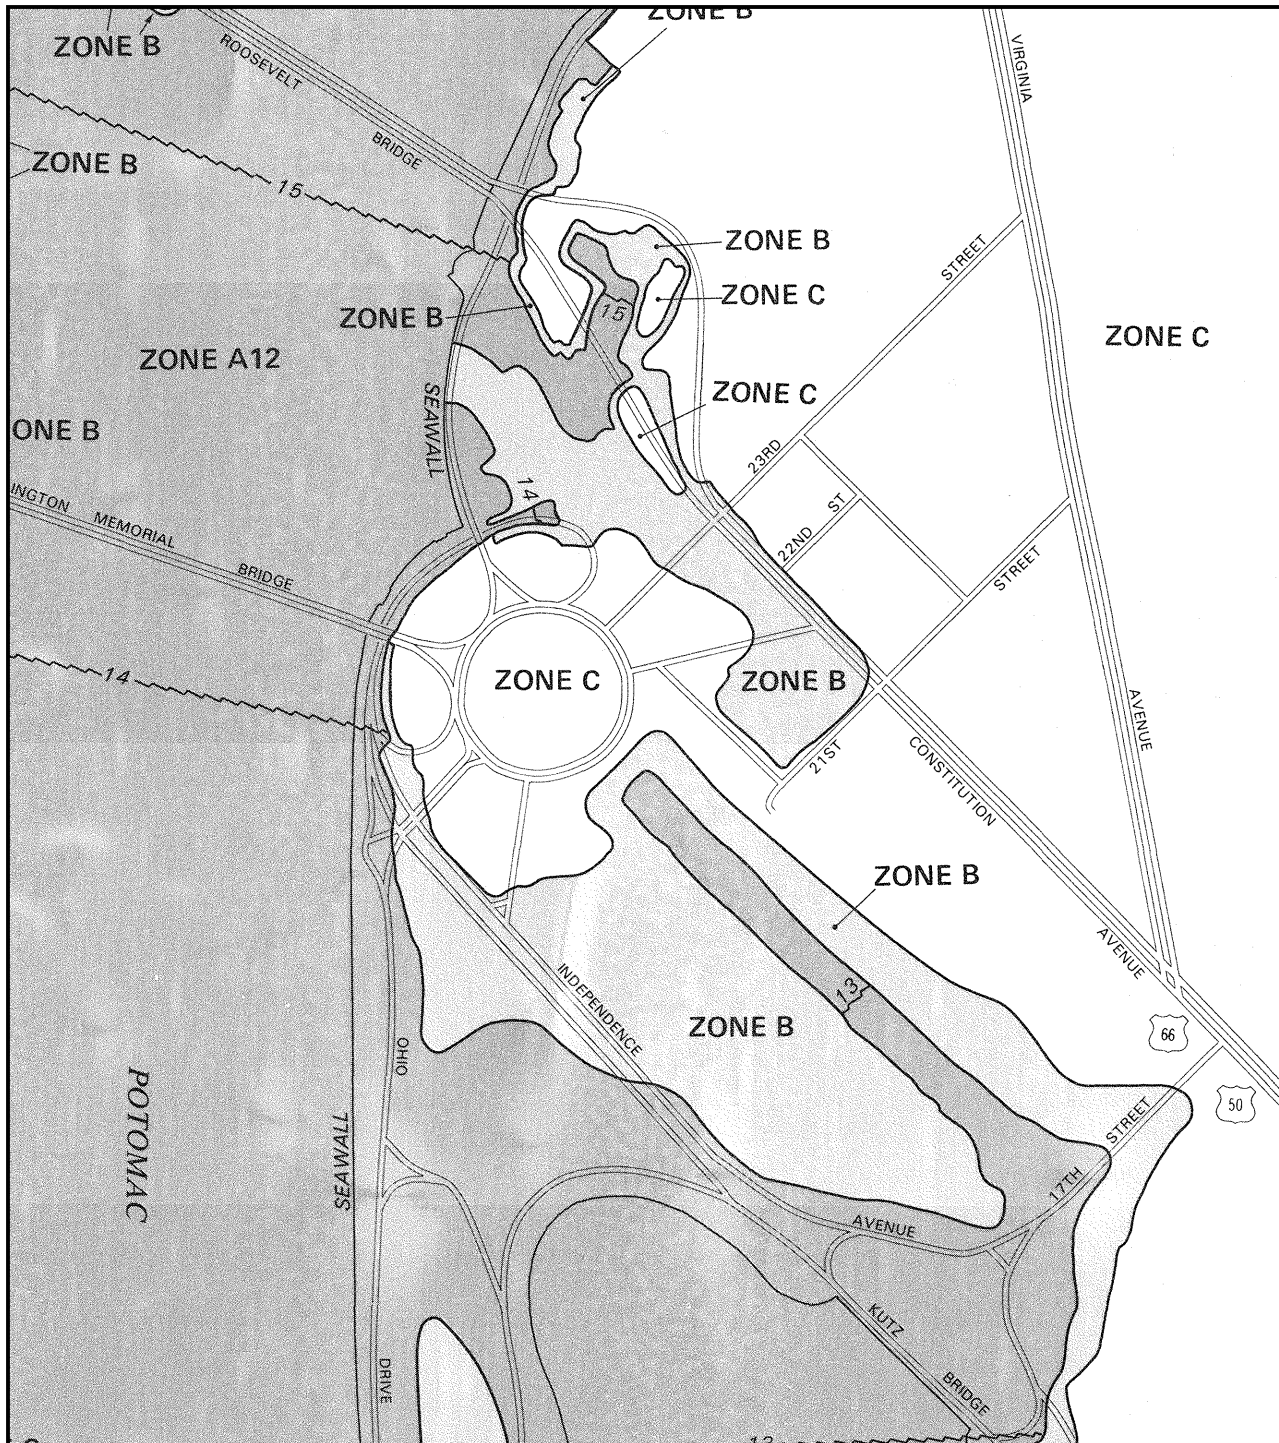 ZONE B
ZONE B
ROOSEVELT
BRIDGE
VIRGINIA
ZONE B
15
ZONE B
STREET
ZONE C
15
ZONE B
ZONE C
ZONE A12
ZONE C
SEAWALL
ONE B
23RD
14
ST
22ND
STREET
INGTON MEMORIAL
BRIDGE
14
ZONE C
ZONE B
AVENUE
21ST
CONSTITUTION
ZONE B
AVENUE
INDEPENDENCE
13
ZONE B
66
OHIO
50
POTOMAC
SEAWALL
STREET
17TH
AVENUE
KUTZ
DRIVE
BRIDGE